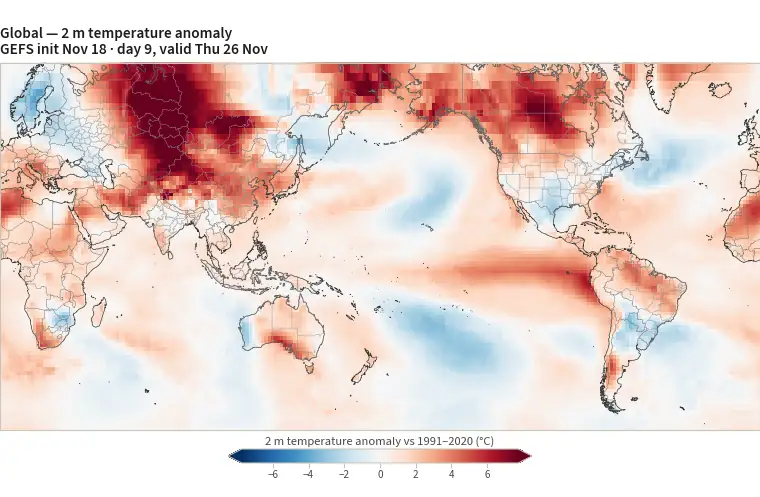 Global — 2 m temperature anomaly
GEFS init Nov 18 · day 9, valid Thu 26 Nov
2 m temperature anomaly vs 1991–2020 (°C)
−6 −4 −2 0 2 4 6